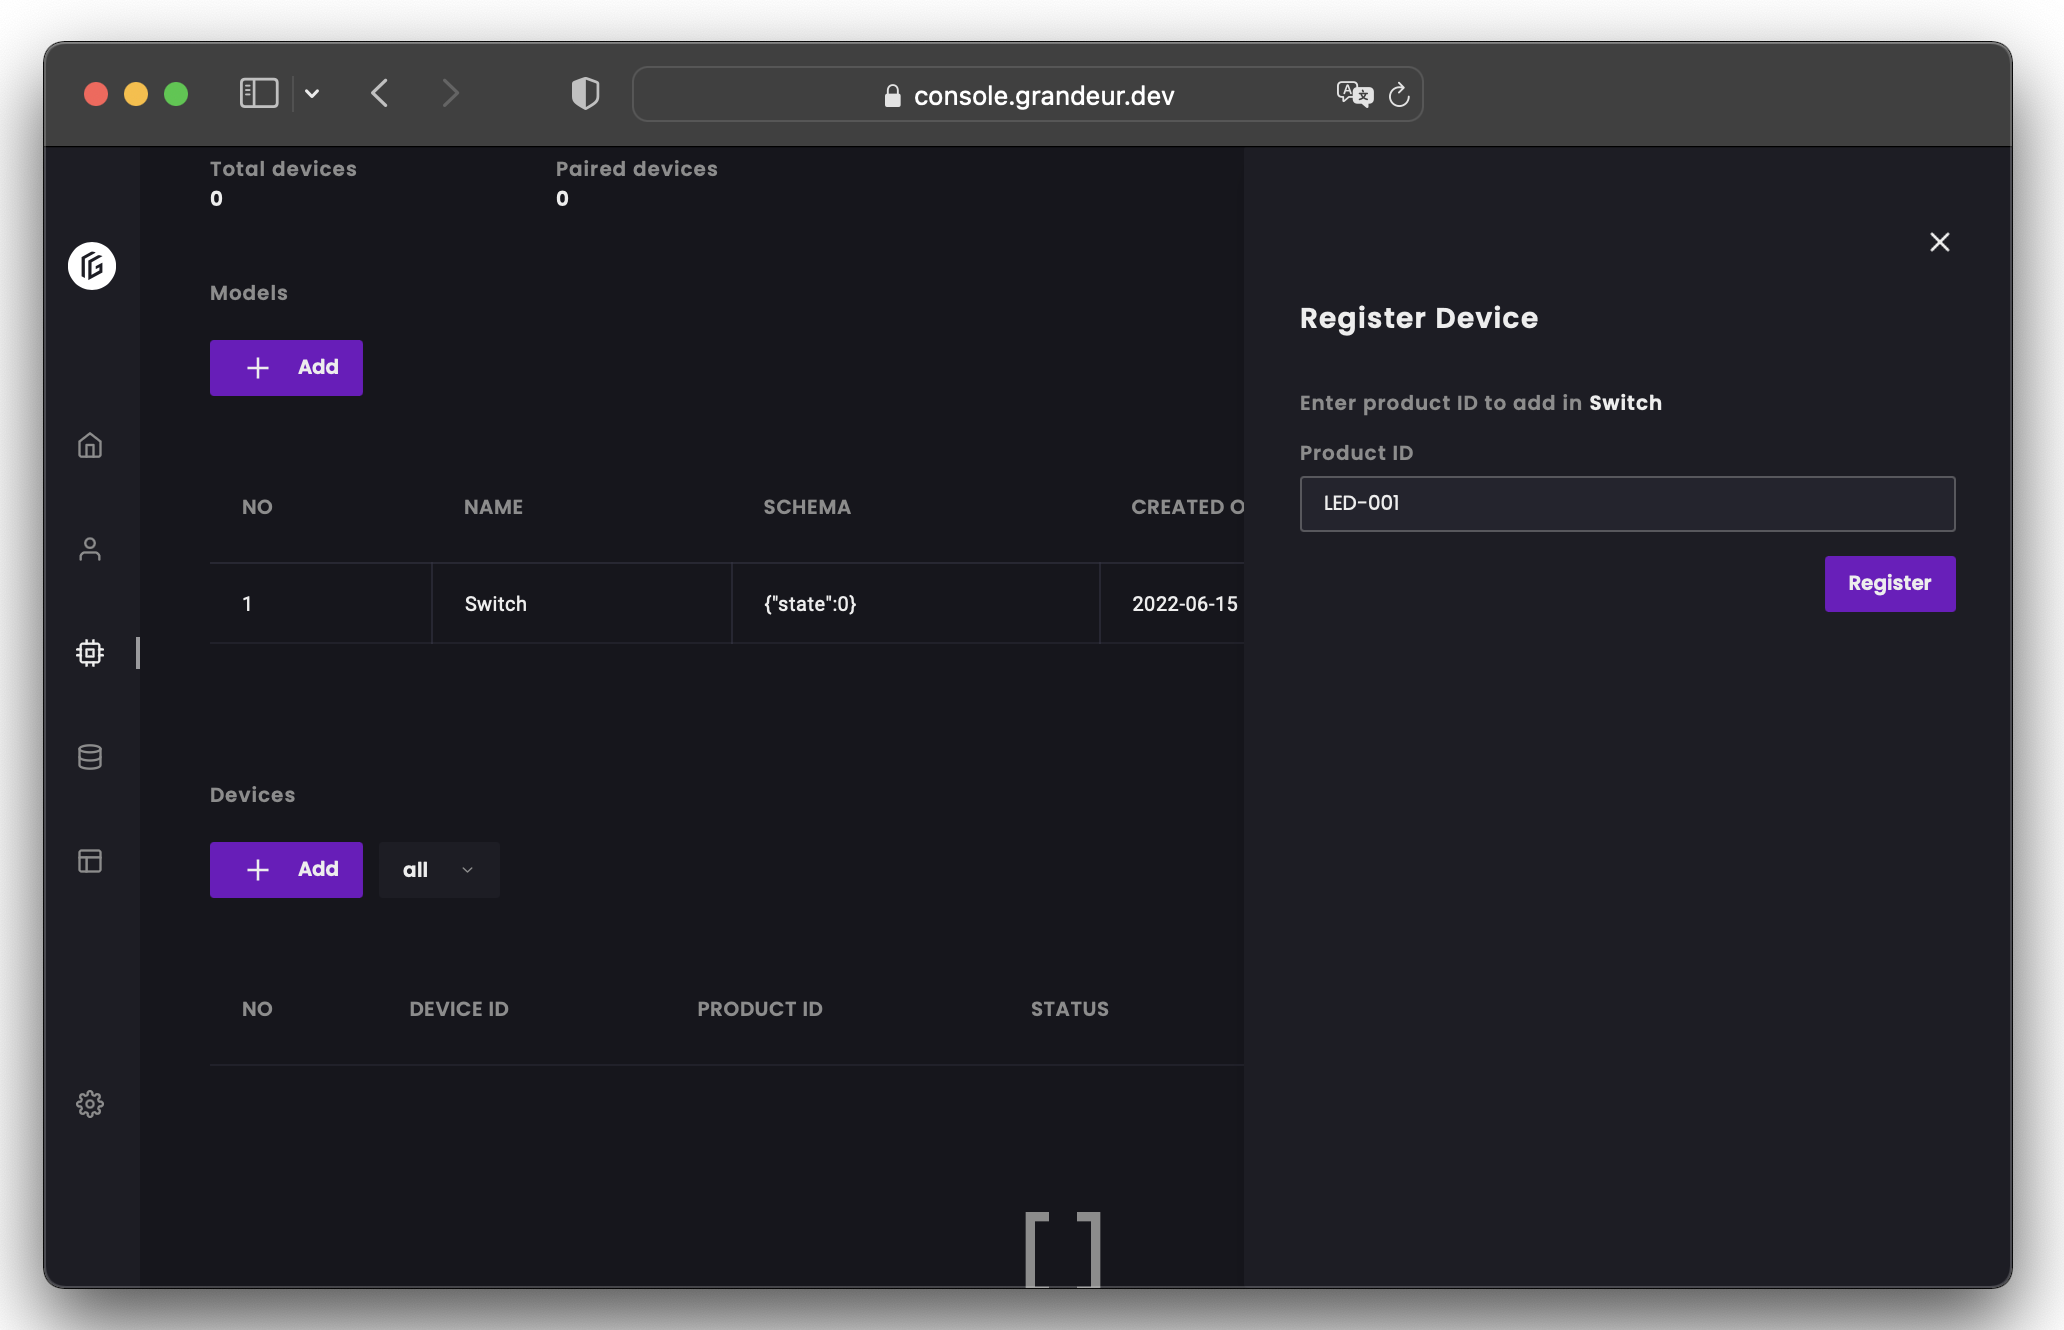 console.grandeur.dev
Total devices
0
Paired devices
0
Models
Add
NO NAME SCHEMA CREATED O
1 Switch {"state":0} 2022-06-15
Devices
Add all
NO DEVICE ID PRODUCT ID STATUS
[ ]
Register Device
Enter product ID to add in Switch
Product ID
LED-001
Register